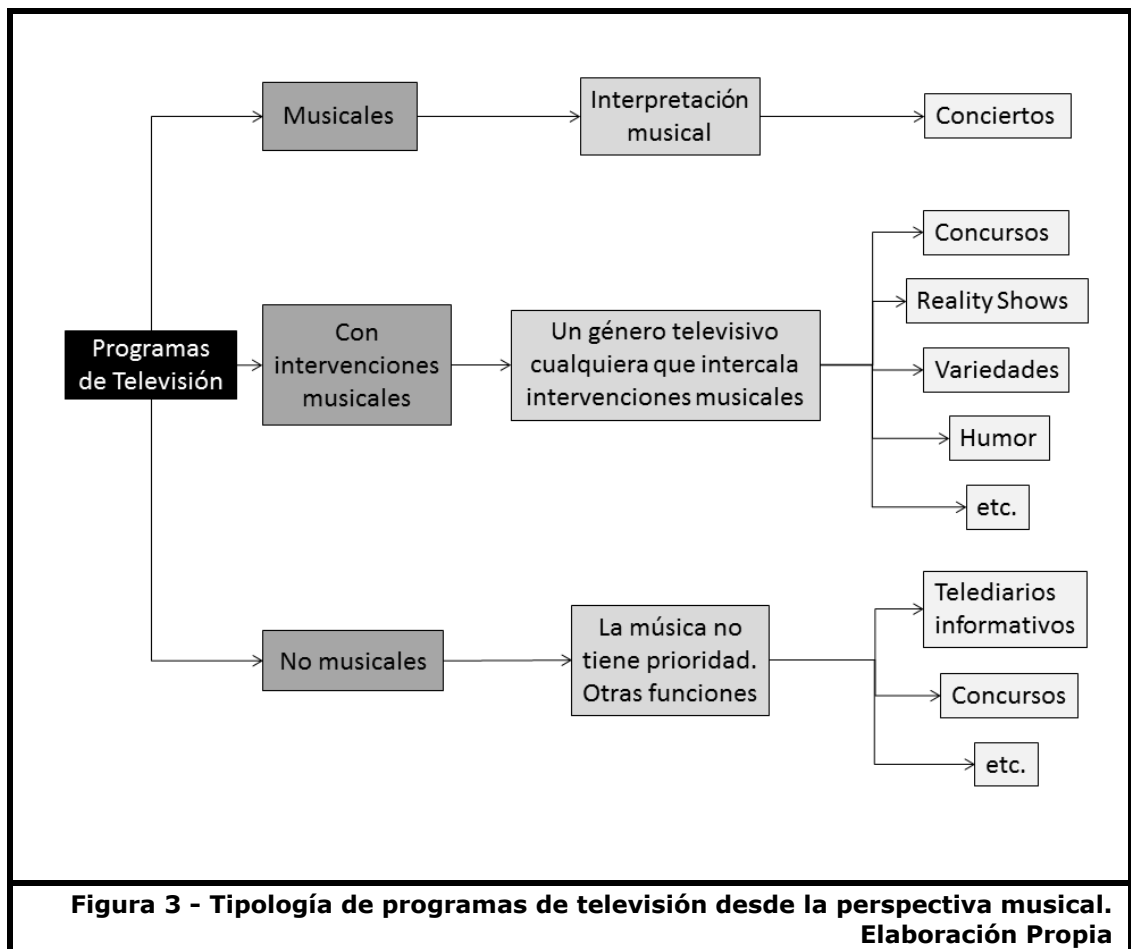 Musicales
Interpretación
musical
Conciertos
Programas
de Televisión
Con
intervenciones
musicales
Un género televisivo
cualquiera que intercala
intervenciones musicales
Concursos
Reality Shows
Variedades
Humor
etc.
No musicales
La música no
tiene prioridad.
Otras funciones
Telediarios
informativos
Concursos
etc.
Figura 3 - Tipología de programas de televisión desde la perspectiva musical.
Elaboración Propia